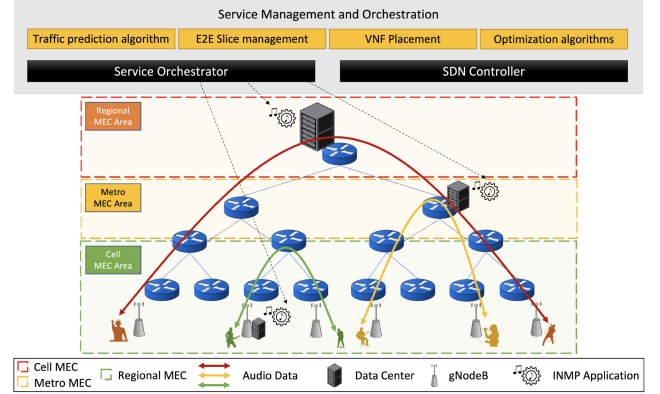 Service Management and Orchestration
Traffic prediction algorithm
E2E Slice management
VNF Placement
Optimization algorithms
Service Orchestrator
SDN Controller
Regional
MEC Area
Metro
MEC Area
Cell
MEC Area
Cell MEC
Metro MEC
Regional MEC
Audio Data
Data Center
gNodeB
INMP Application